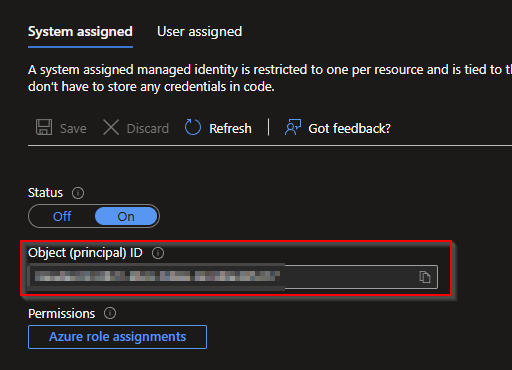 System assigned User assigned
A system assigned managed identity is restricted to one per resource and is tied to
don't have to store any credentials in code.
Save Discard Refresh Got feedback?
Status
Off On
Object (principal) ID
Permissions
Azure role assignments